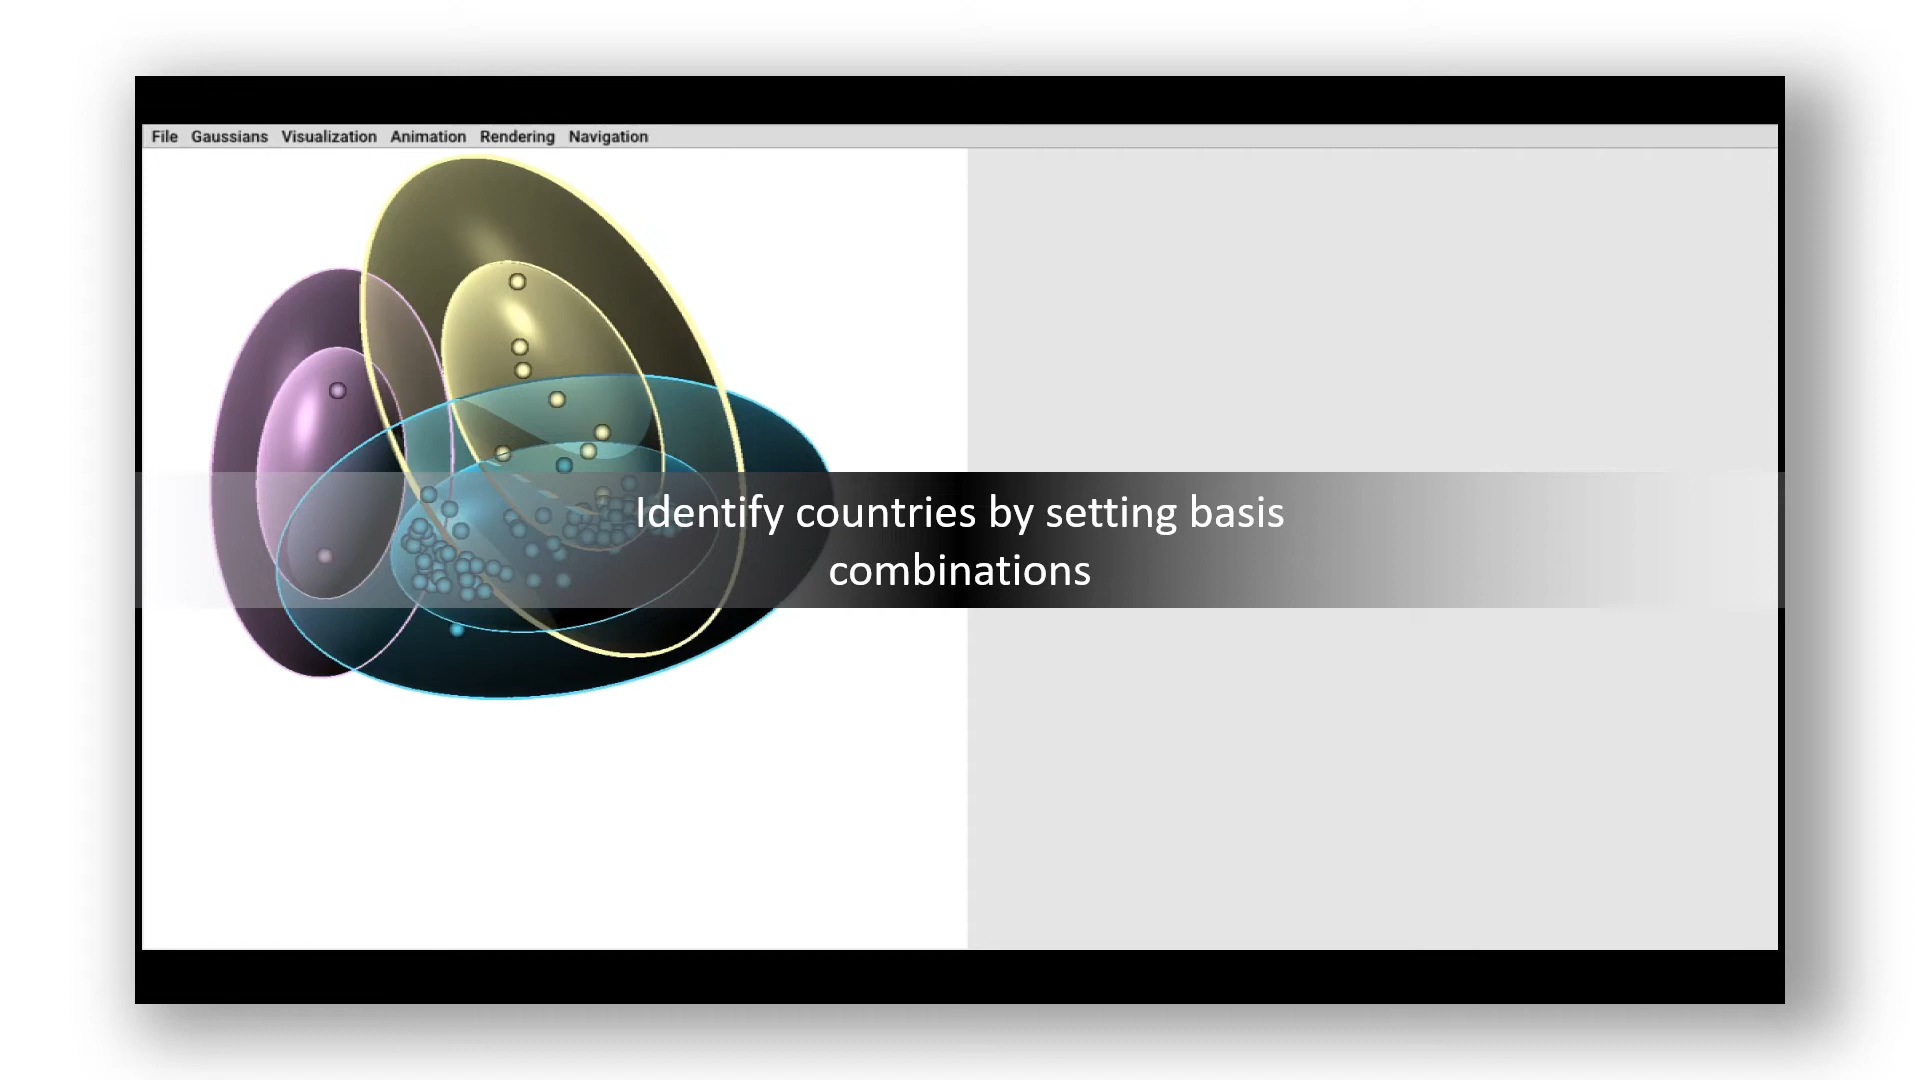 File Gaussians Visualization Animation Rendering Navigation
Identify countries by setting basis
combinations